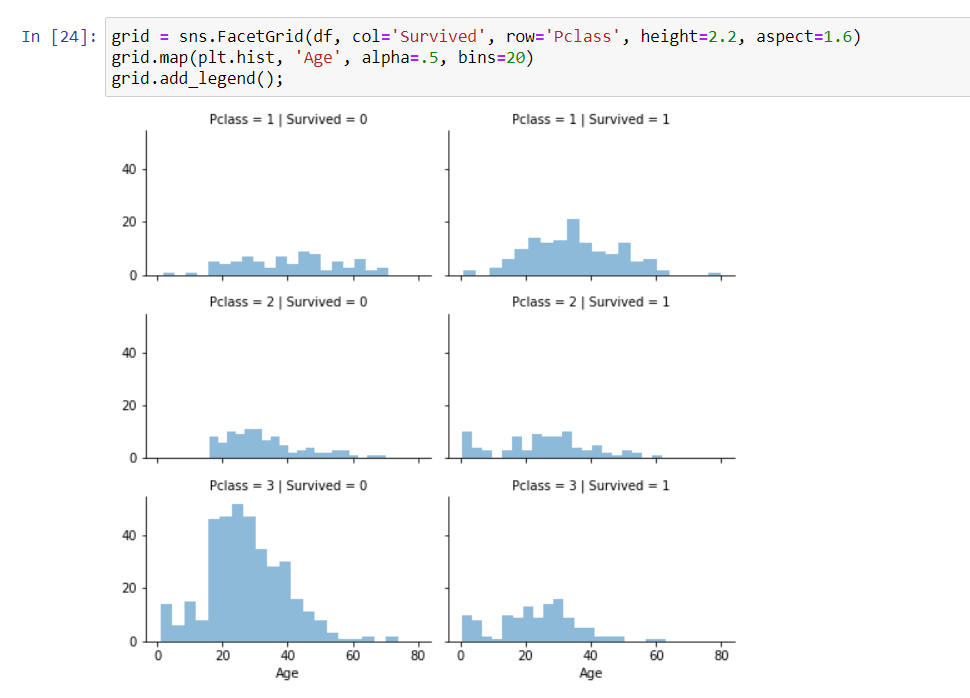 In [24]: grid = sns.FacetGrid(df, col='Survived', row='Pclass', height=2.2, aspect=1.6)
grid.map(plt.hist, 'Age', alpha=.5, bins=20)
grid.add_legend();
Pclass = 1 | Survived = 0
Pclass = 1 | Survived = 1
40
20
0
Pclass = 2 | Survived = 0
Pclass = 2 | Survived = 1
40
20
0
Pclass = 3 | Survived = 0
Pclass = 3 | Survived = 1
40
20
0
0 20 40 60 80
0 20 40 60 80
Age
Age